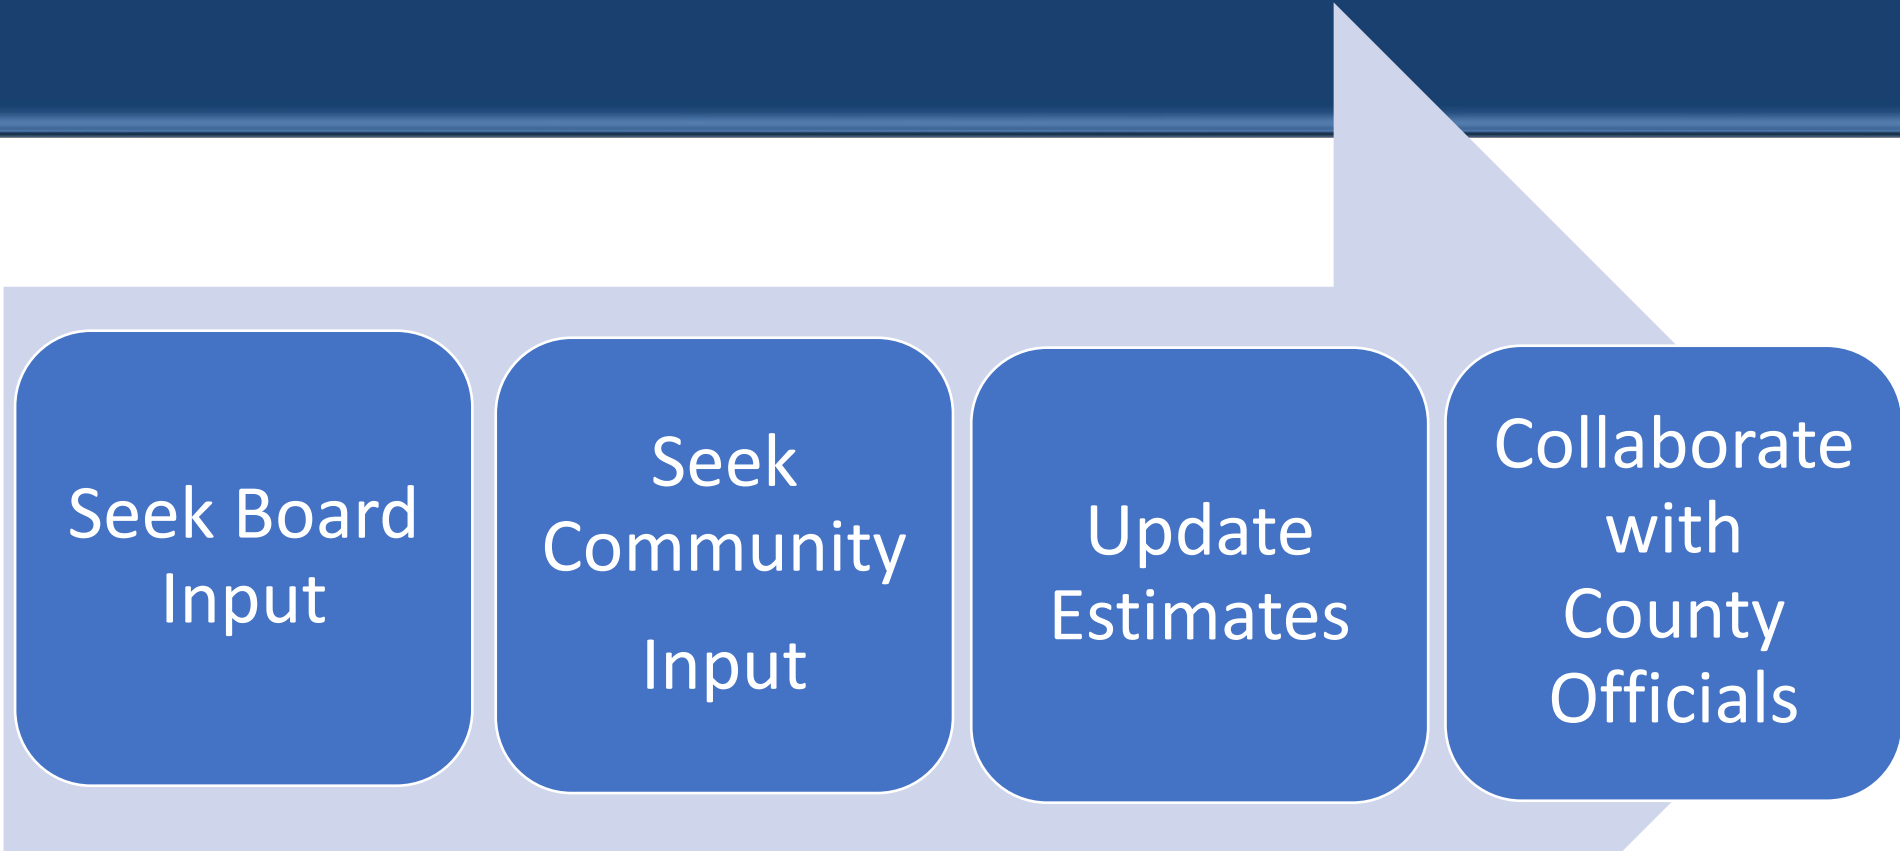 Seek Board
Input
Seek
Community
Input
Update
Estimates
Collaborate
with
County
Officials